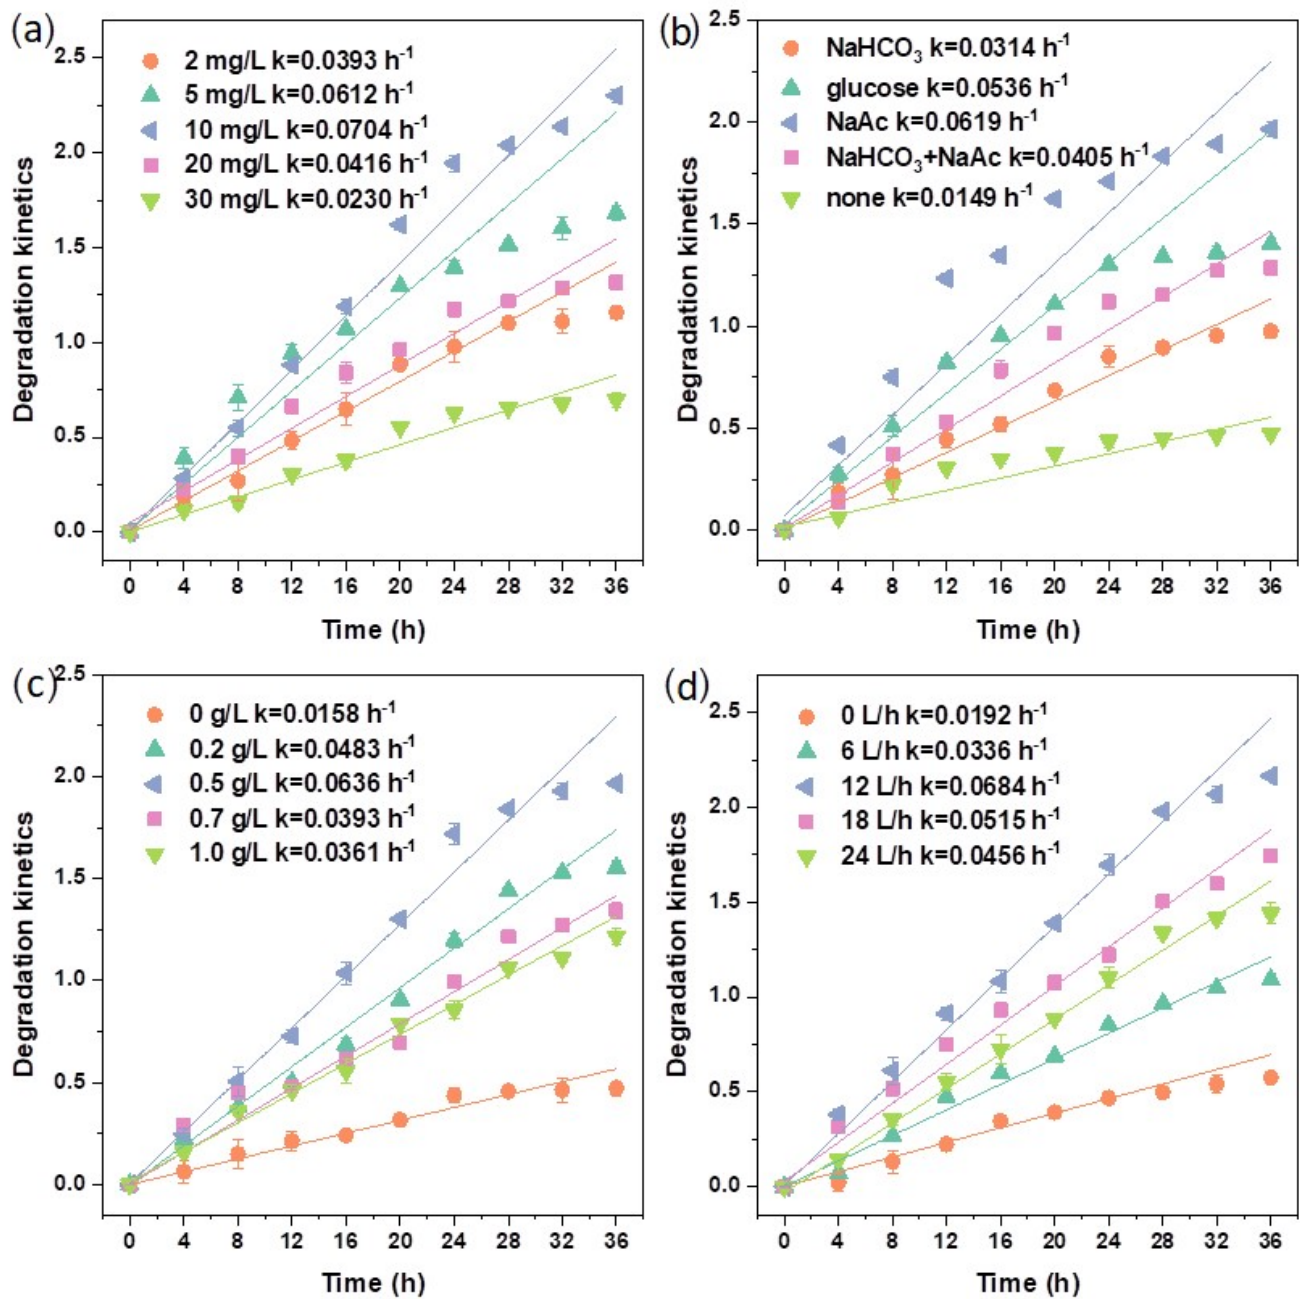 (a)
2 mg/L k=0.0393 h⁻¹
5 mg/L k=0.0612 h⁻¹
10 mg/L k=0.0704 h⁻¹
20 mg/L k=0.0416 h⁻¹
30 mg/L k=0.0230 h⁻¹
Degradation kinetics
2.5
2.0
1.5
1.0
0.5
0.0
0 4 8 12 16 20 24 28 32 36
Time (h)
(b)
NaHCO₃ k=0.0314 h⁻¹
glucose k=0.0536 h⁻¹
NaAc k=0.0619 h⁻¹
NaHCO₃+NaAc k=0.0405 h⁻¹
none k=0.0149 h⁻¹
Degradation kinetics
2.5
2.0
1.5
1.0
0.5
0.0
0 4 8 12 16 20 24 28 32 36
Time (h)
(c)
0 g/L k=0.0158 h⁻¹
0.2 g/L k=0.0483 h⁻¹
0.5 g/L k=0.0636 h⁻¹
0.7 g/L k=0.0393 h⁻¹
1.0 g/L k=0.0361 h⁻¹
Degradation kinetics
2.5
2.0
1.5
1.0
0.5
0.0
0 4 8 12 16 20 24 28 32 36
Time (h)
(d)
0 L/h k=0.0192 h⁻¹
6 L/h k=0.0336 h⁻¹
12 L/h k=0.0684 h⁻¹
18 L/h k=0.0515 h⁻¹
24 L/h k=0.0456 h⁻¹
Degradation kinetics
2.5
2.0
1.5
1.0
0.5
0.0
0 4 8 12 16 20 24 28 32 36
Time (h)